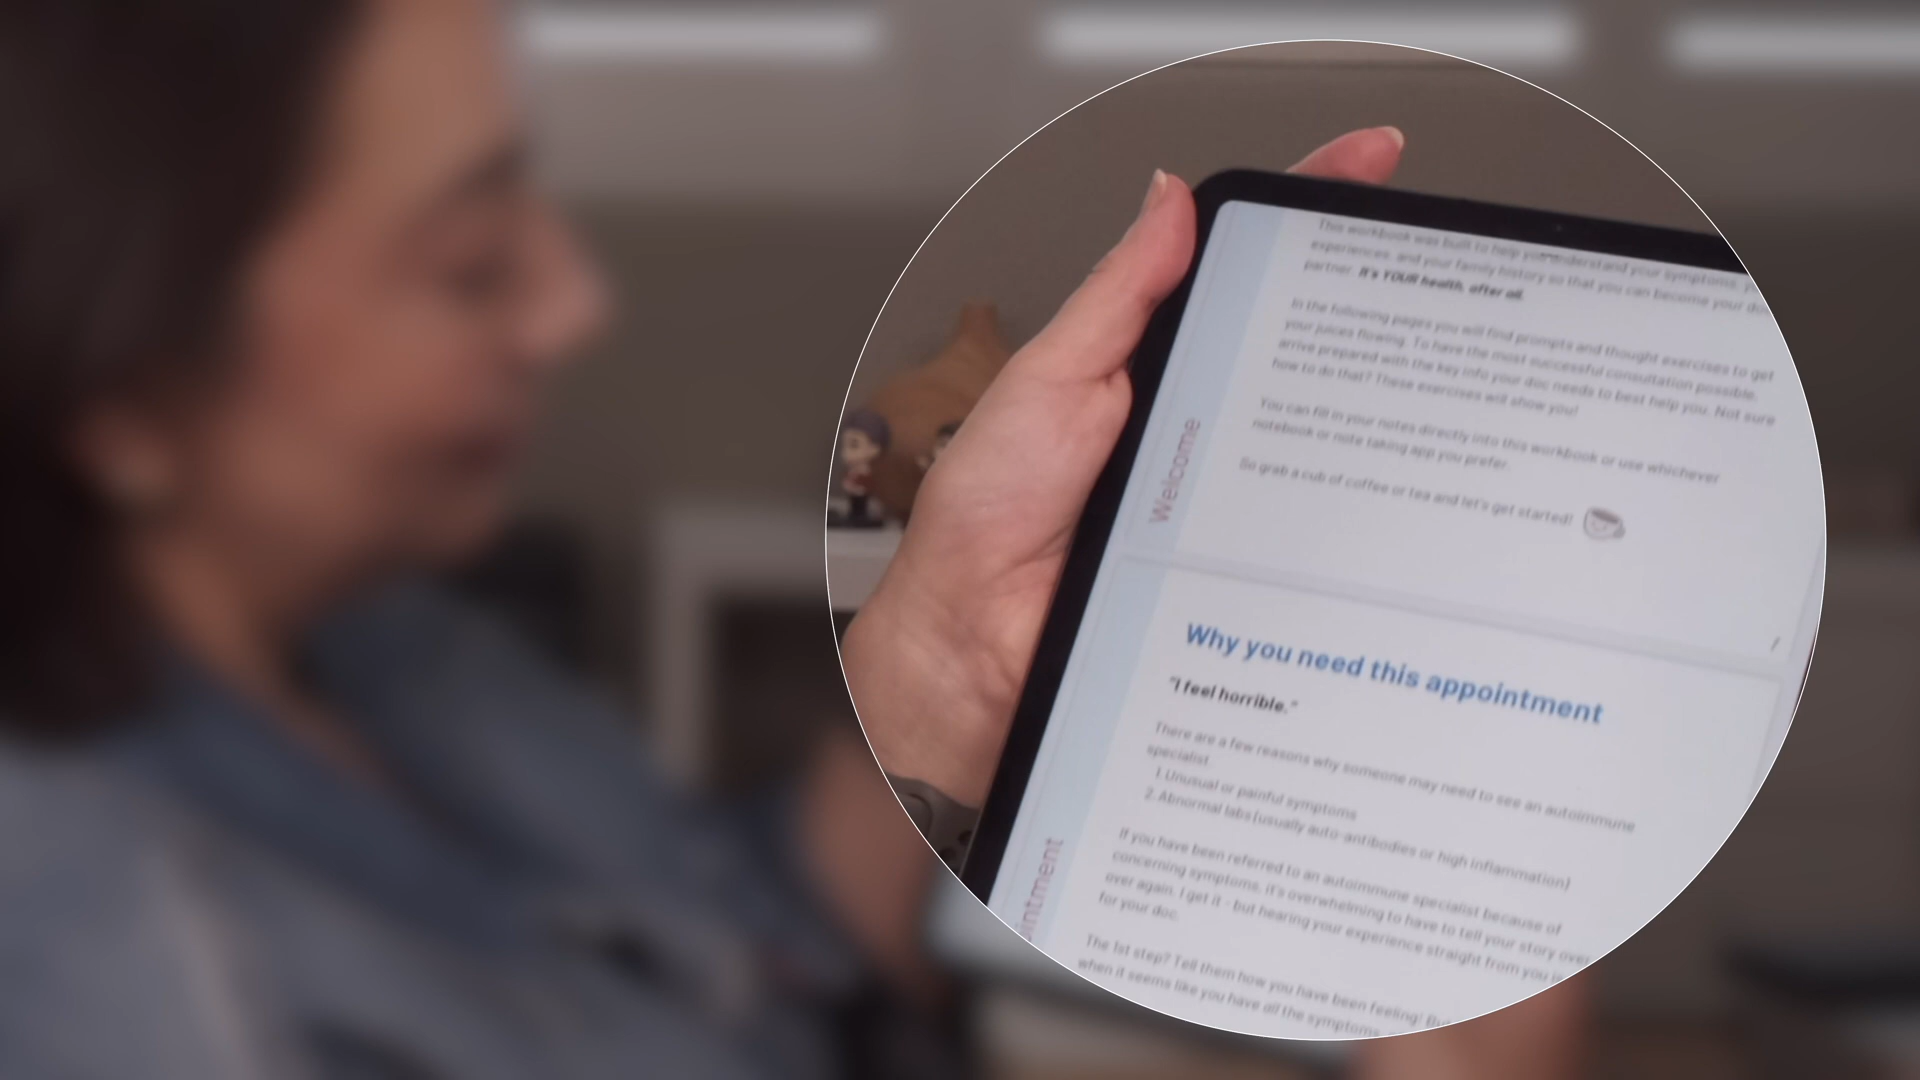 This workbook was built to help you understand your symptoms,
experiences, and your family history so that you can become your
partner. It's YOUR health, after all.
In the following pages you will find prompts and thought exercises to get
your juices flowing. To have the most successful consultation possible,
arrive prepared with the key info your doc needs to best help you. Not sure
how to do that? These exercises will show you!
You can fill in your notes directly into this workbook or use whichever
notebook or note taking app you prefer.
So grab a cub of coffee or tea and let's get started!
Welcome
1
Why you need this appointment
"I feel horrible."
There are a few reasons why someone may need to see an autoimmune
specialist.
1. Unusual or painful symptoms
2. Abnormal labs (usually auto-antibodies or high inflammation)
If you have been referred to an autoimmune specialist because of
concerning symptoms, it's overwhelming to have to tell your story over
over again. I get it - but hearing your experience straight from you is
for your doc.
The 1st step? Tell them how you have been feeling! But
when it seems like you have all the symptoms
intment